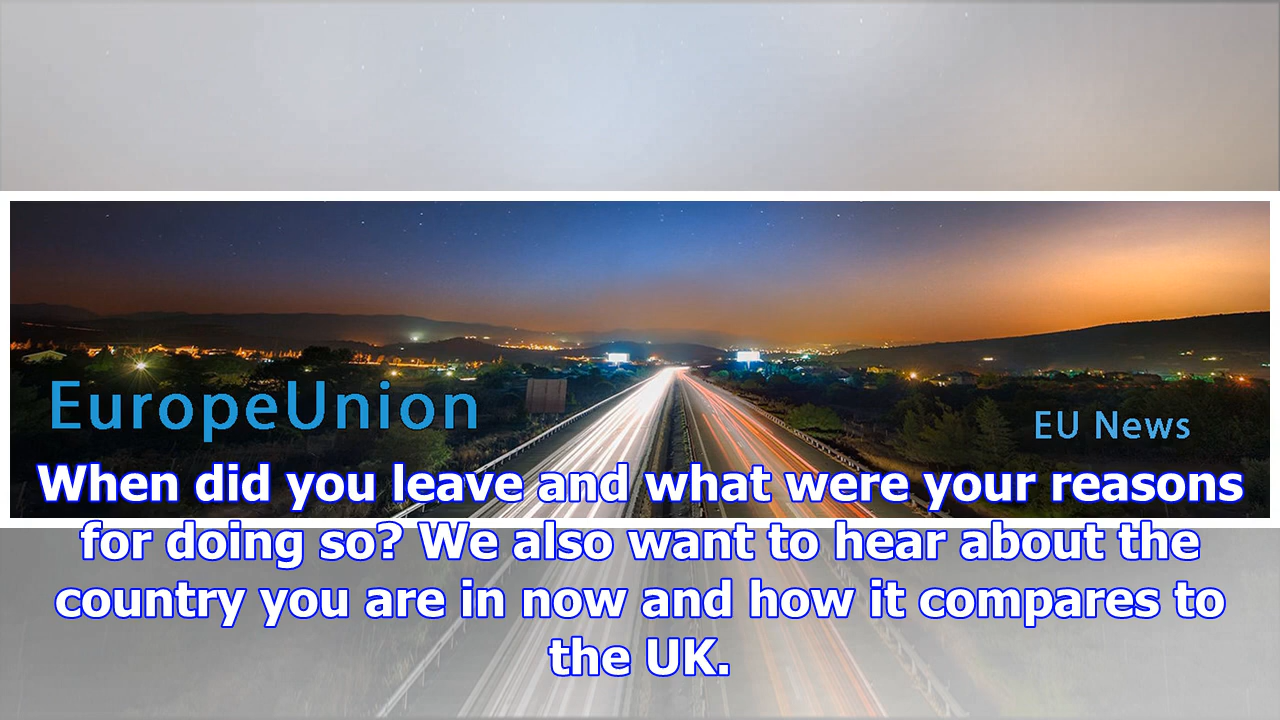 EuropeUnion
EU News
When did you leave and what were your reasons
for doing so? We also want to hear about the
country you are in now and how it compares to
the UK.